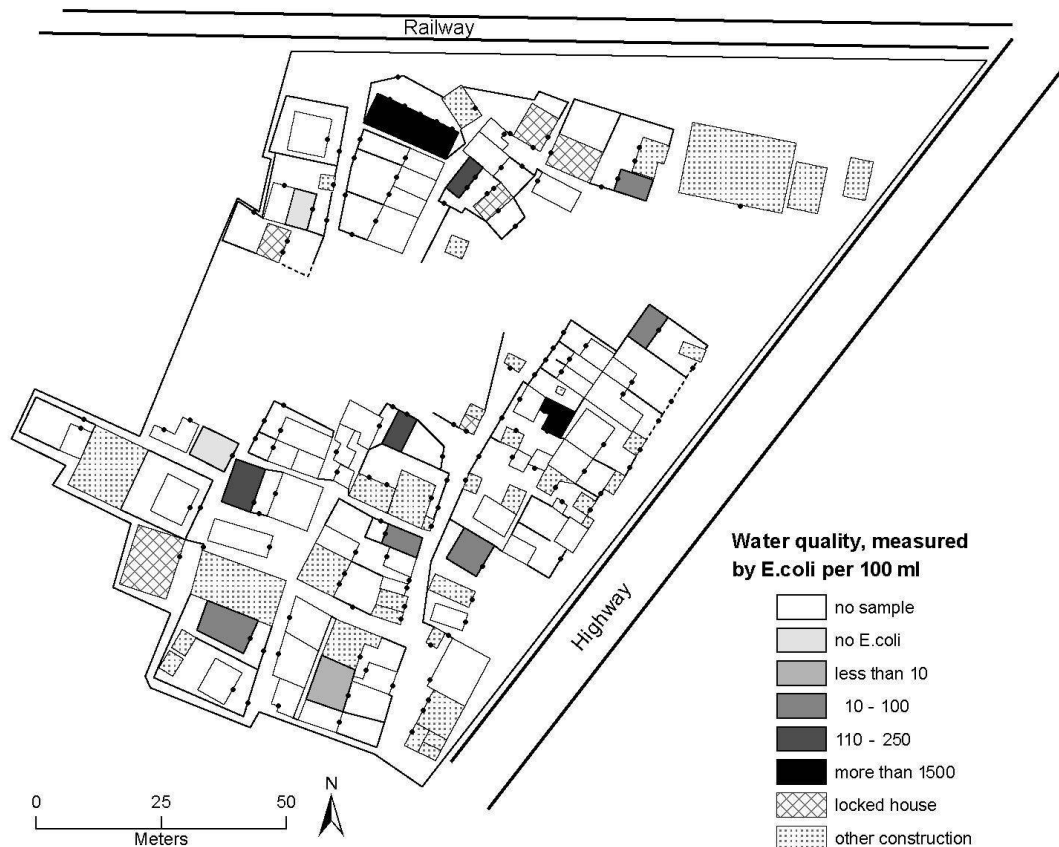 Railway
Highway
Water quality, measured
by E.coli per 100 ml
no sample
no E.coli
less than 10
10 - 100
110 - 250
more than 1500
locked house
other construction
0 25 50
Meters
N